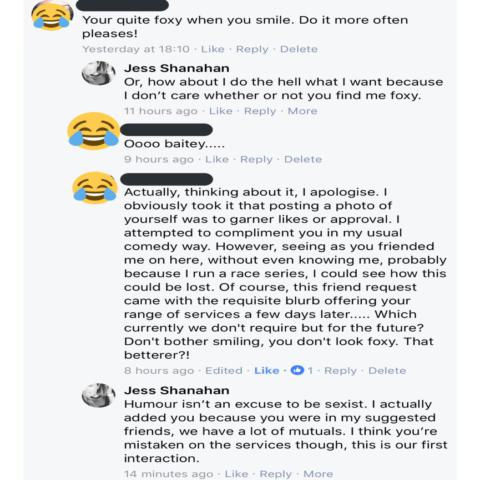 Your quite foxy when you smile. Do it more often
pleases!
Yesterday at 18:10 · Like · Reply · Delete
Jess Shanahan
Or, how about I do the hell what I want because
I don't care whether or not you find me foxy.
11 hours ago · Like · Reply · More
Oooo baitey.....
9 hours ago · Like · Reply · Delete
Actually, thinking about it, I apologise. I
obviously took it that posting a photo of
yourself was to garner likes or approval. I
attempted to compliment you in my usual
comedy way. However, seeing as you friended
me on here, without even knowing me, probably
because I run a race series, I could see how this
could be lost. Of course, this friend request
came with the requisite blurb offering your
range of services a few days later..... Which
currently we don't require but for the future?
Don't bother smiling, you don't look foxy. That
betterer?!
8 hours ago · Edited · Like · 1 · Reply · Delete
Jess Shanahan
Humour isn't an excuse to be sexist. I actually
added you because you were in my suggested
friends, we have a lot of mutuals. I think you're
mistaken on the services though, this is our first
interaction.
14 minutes ago · Like · Reply · More